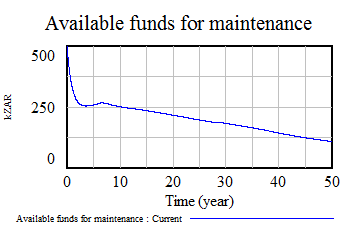 Available funds for maintenance
500
kZAR
250
0
0 10 20 30 40 50
Time (year)
Available funds for maintenance : Current